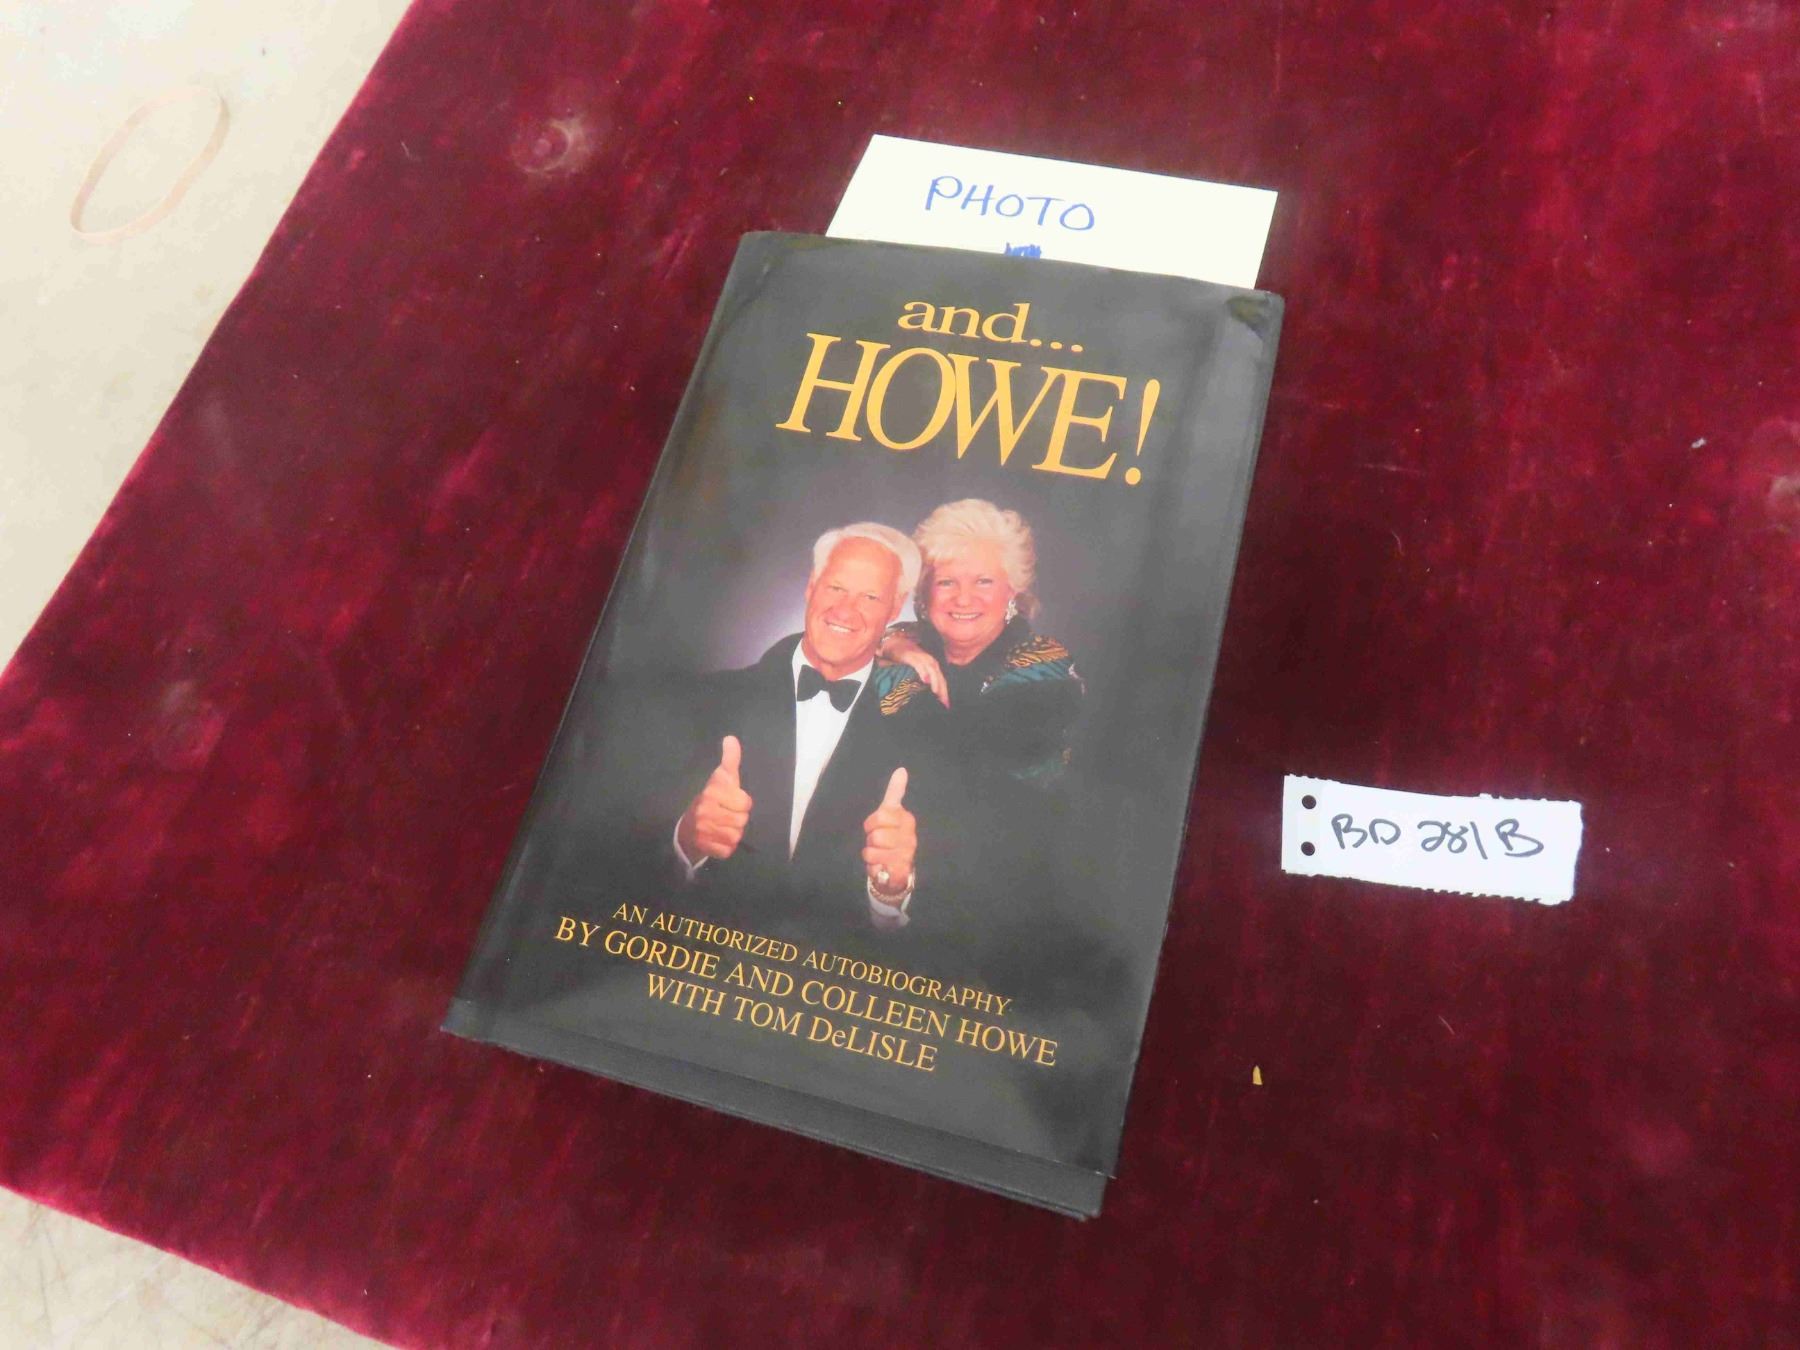 PHOTO
and...
HOWE!
AN AUTHORIZED AUTOBIOGRAPHY
BY GORDIE AND COLLEEN HOWE
WITH TOM DeLISLE
BD 281B